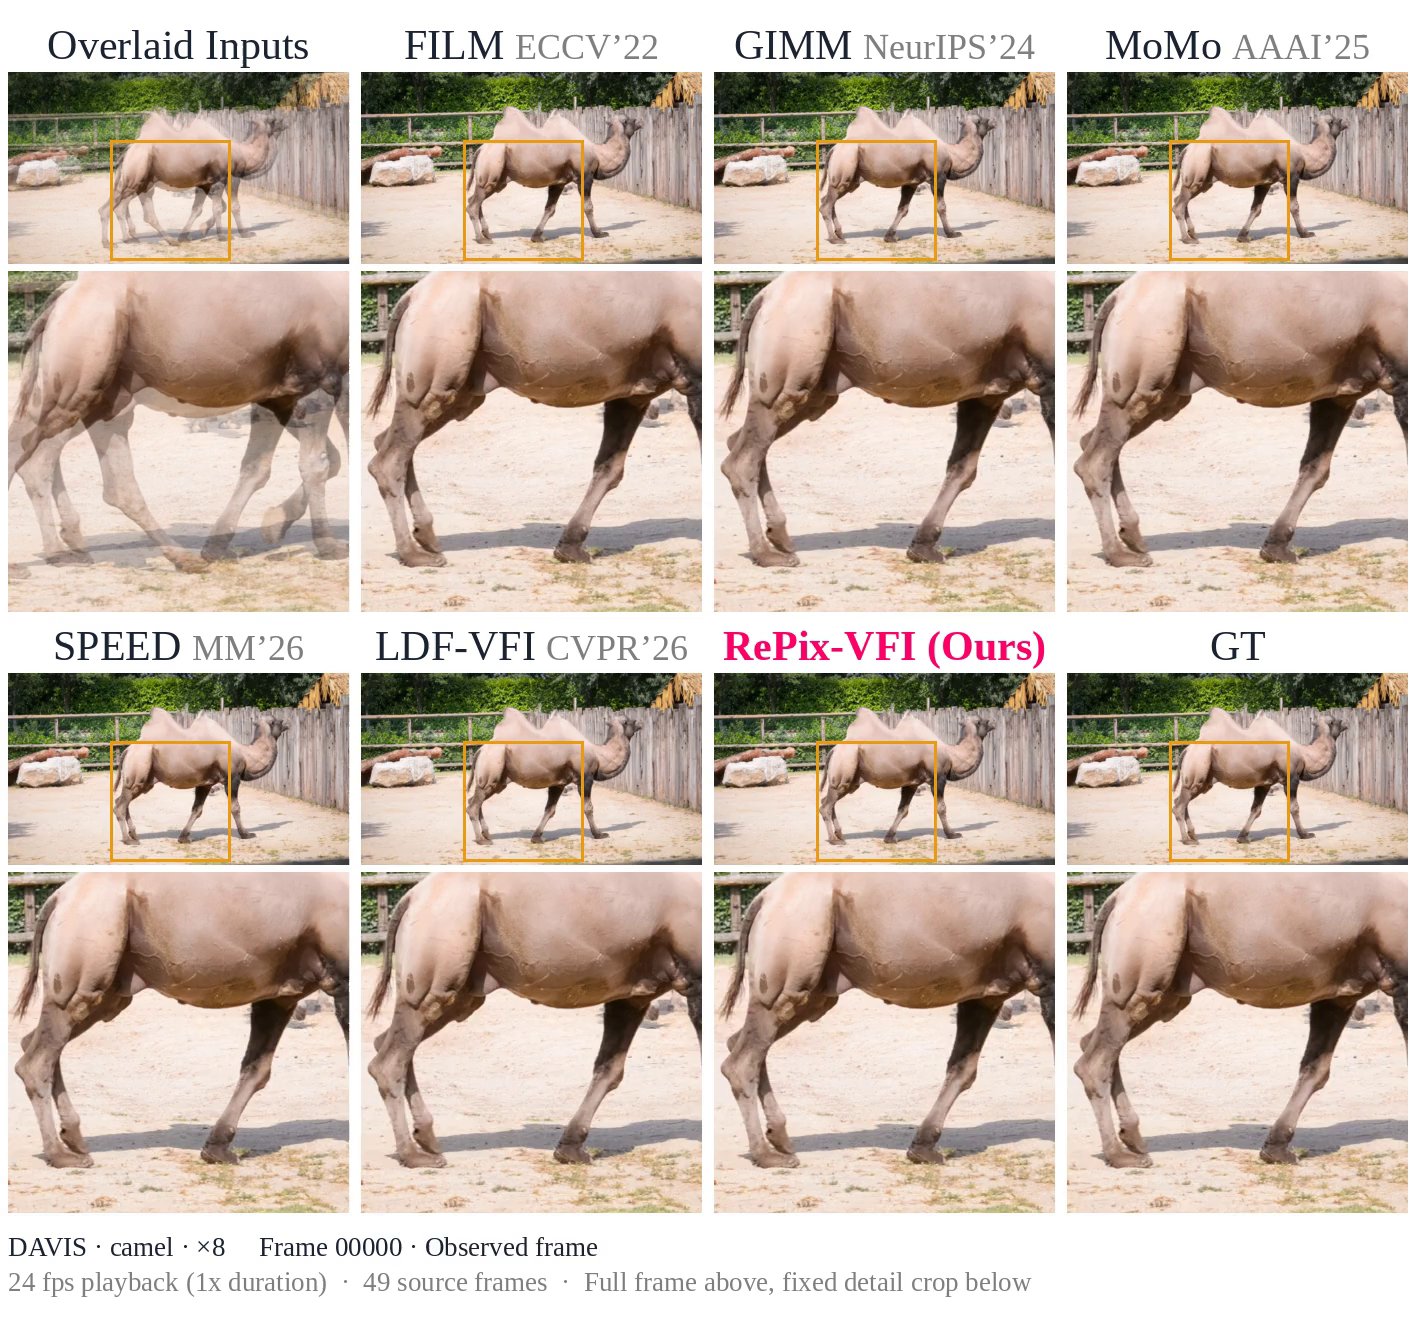 Overlaid Inputs
FILM ECCV’22
GIMM NeurIPS’24
MoMo AAAI’25
SPEED MM’26
LDF-VFI CVPR’26
RePix-VFI (Ours)
GT
DAVIS · camel · ×8 Frame 00000 · Observed frame
24 fps playback (1x duration) · 49 source frames · Full frame above, fixed detail crop below